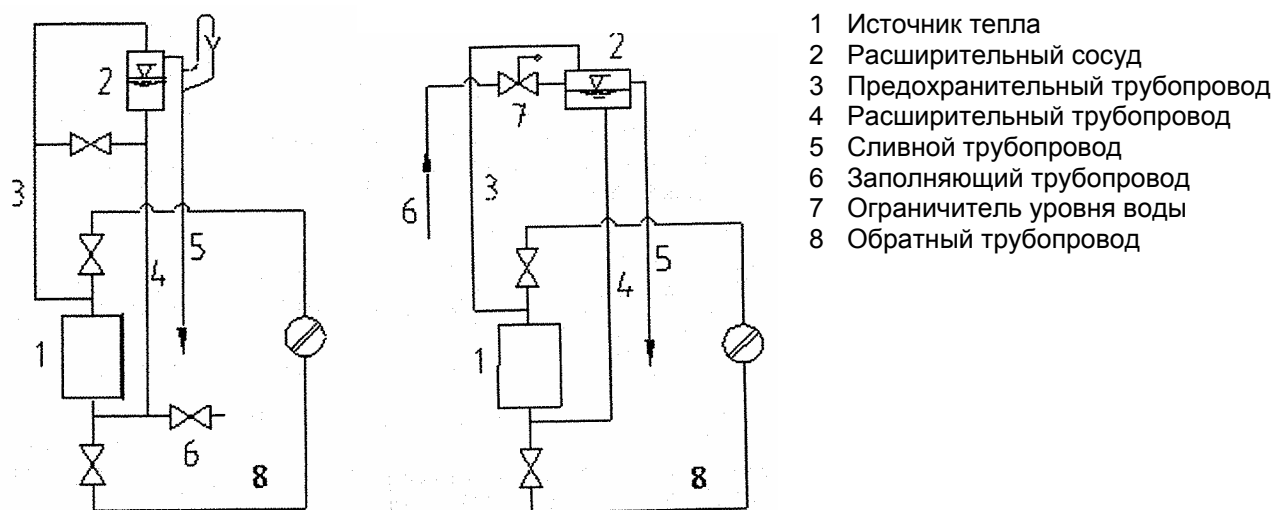 2
3
4
5
1
6
8
2
7
3
6
5
4
1
8
1 Источник тепла
2 Расширительный сосуд
3 Предохранительный трубопровод
4 Расширительный трубопровод
5 Сливной трубопровод
6 Заполняющий трубопровод
7 Ограничитель уровня воды
8 Обратный трубопровод